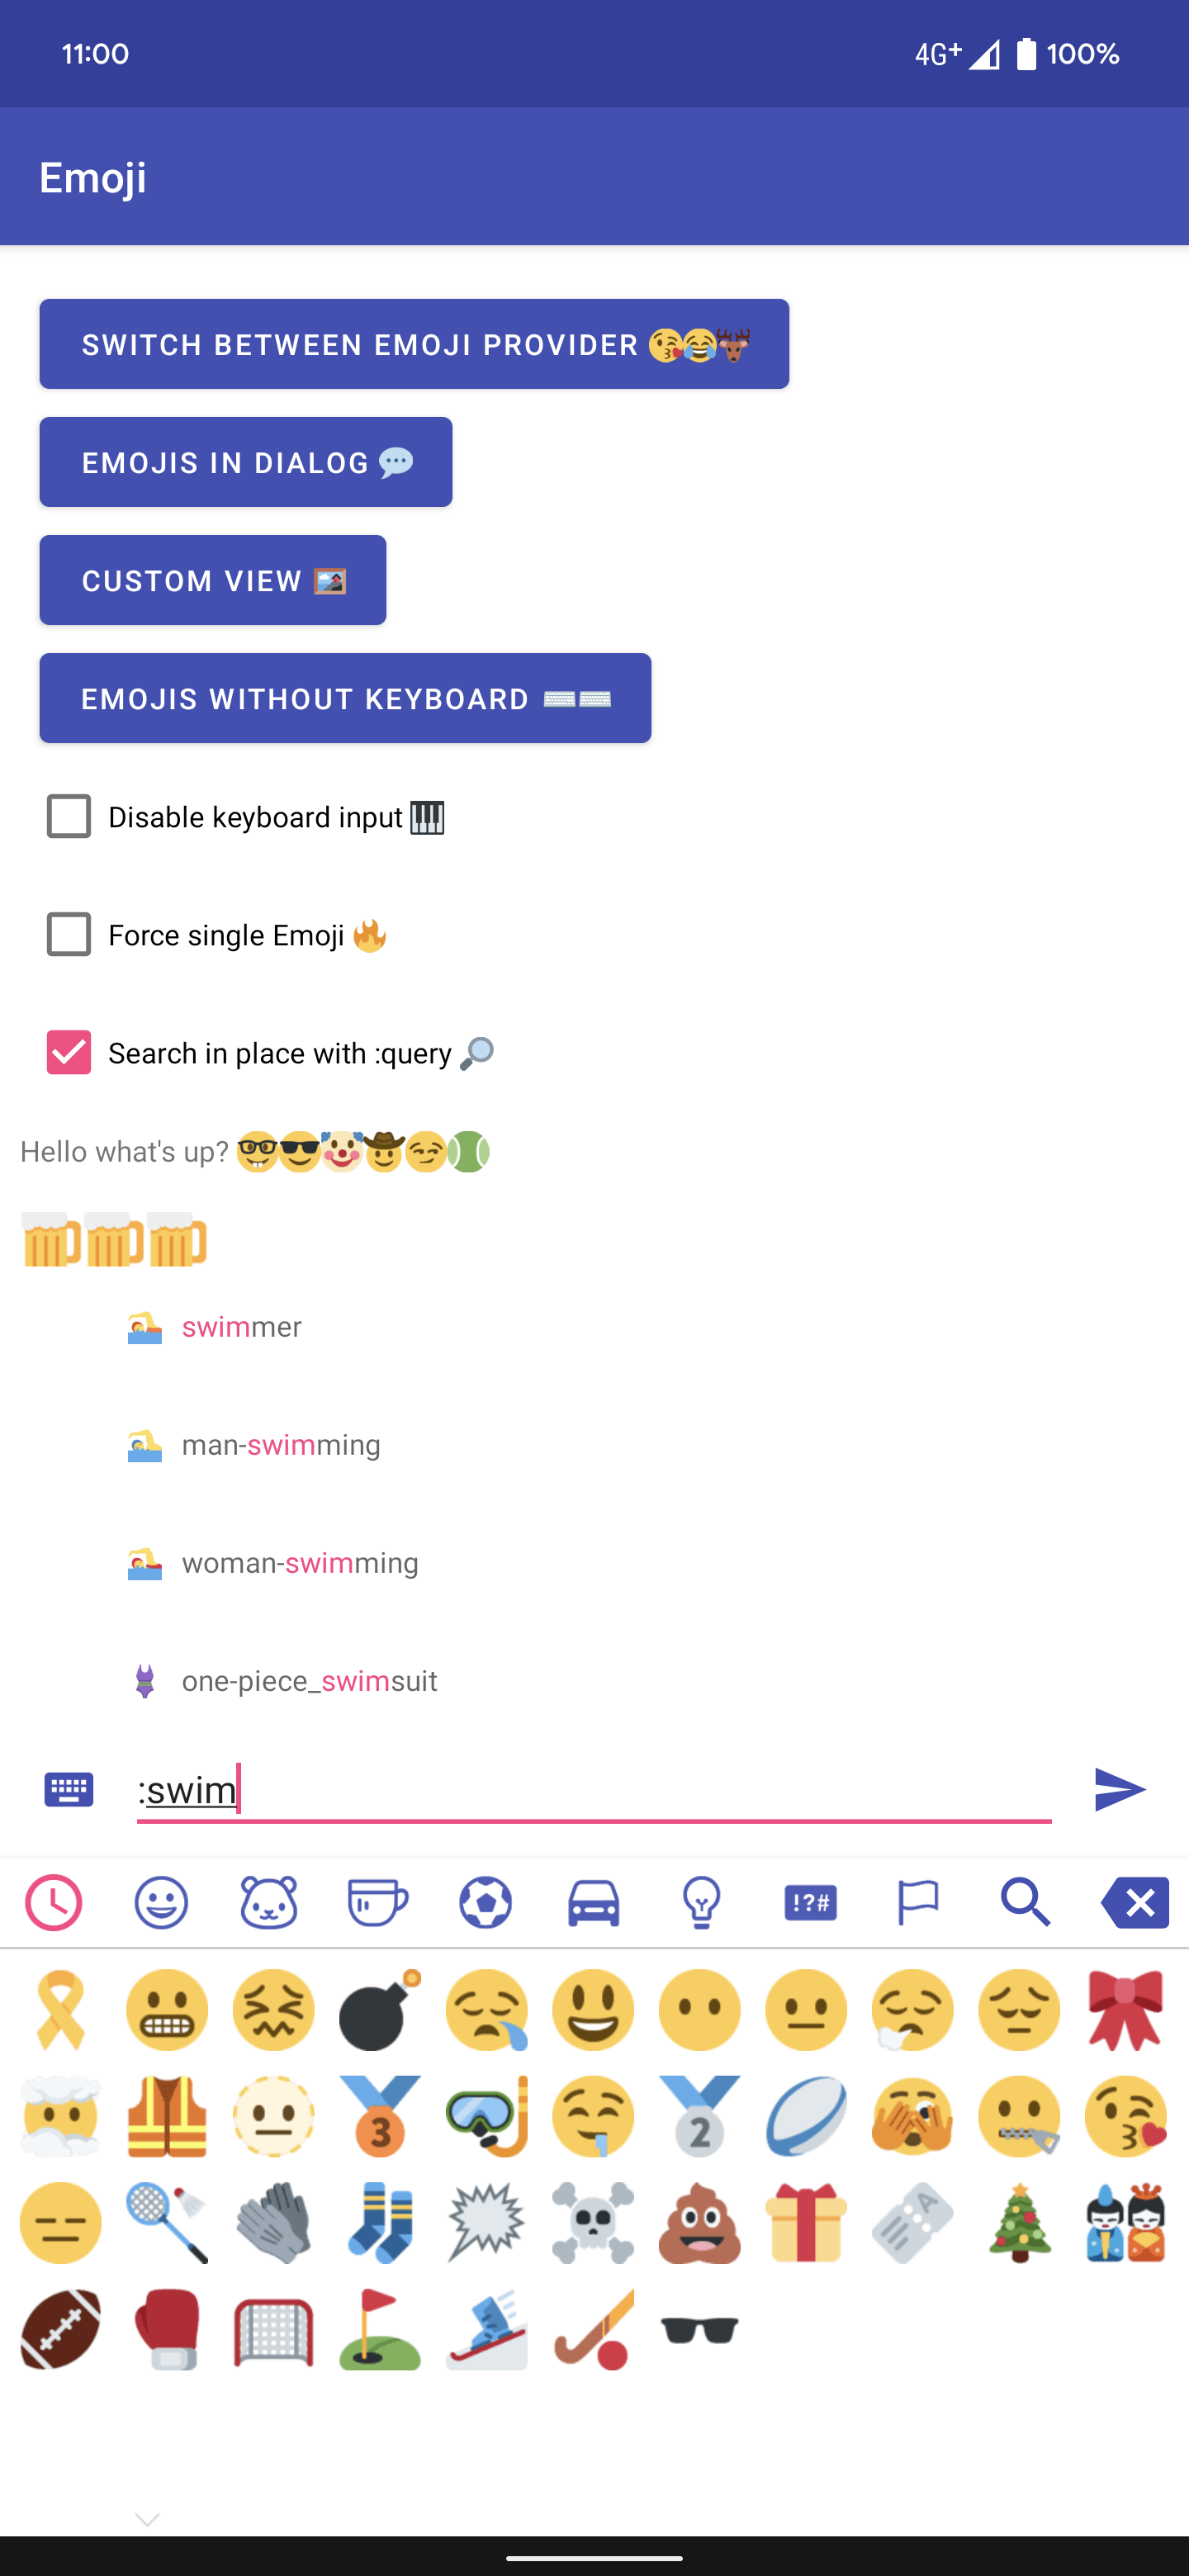 11:00 4G+ 100%
Emoji
SWITCH BETWEEN EMOJI PROVIDER 😘😂🦌
EMOJIS IN DIALOG 💬
CUSTOM VIEW 🖼️
EMOJIS WITHOUT KEYBOARD ⌨️⌨️
Disable keyboard input 🎹
Force single Emoji 🔥
Search in place with :query 🔎
Hello what's up? 🤓😎🤡🤠😏🎾
🍺🍺🍺
swimmer
man-swimming
woman-swimming
one-piece_swimsuit
:swim
!?#
3
2
A